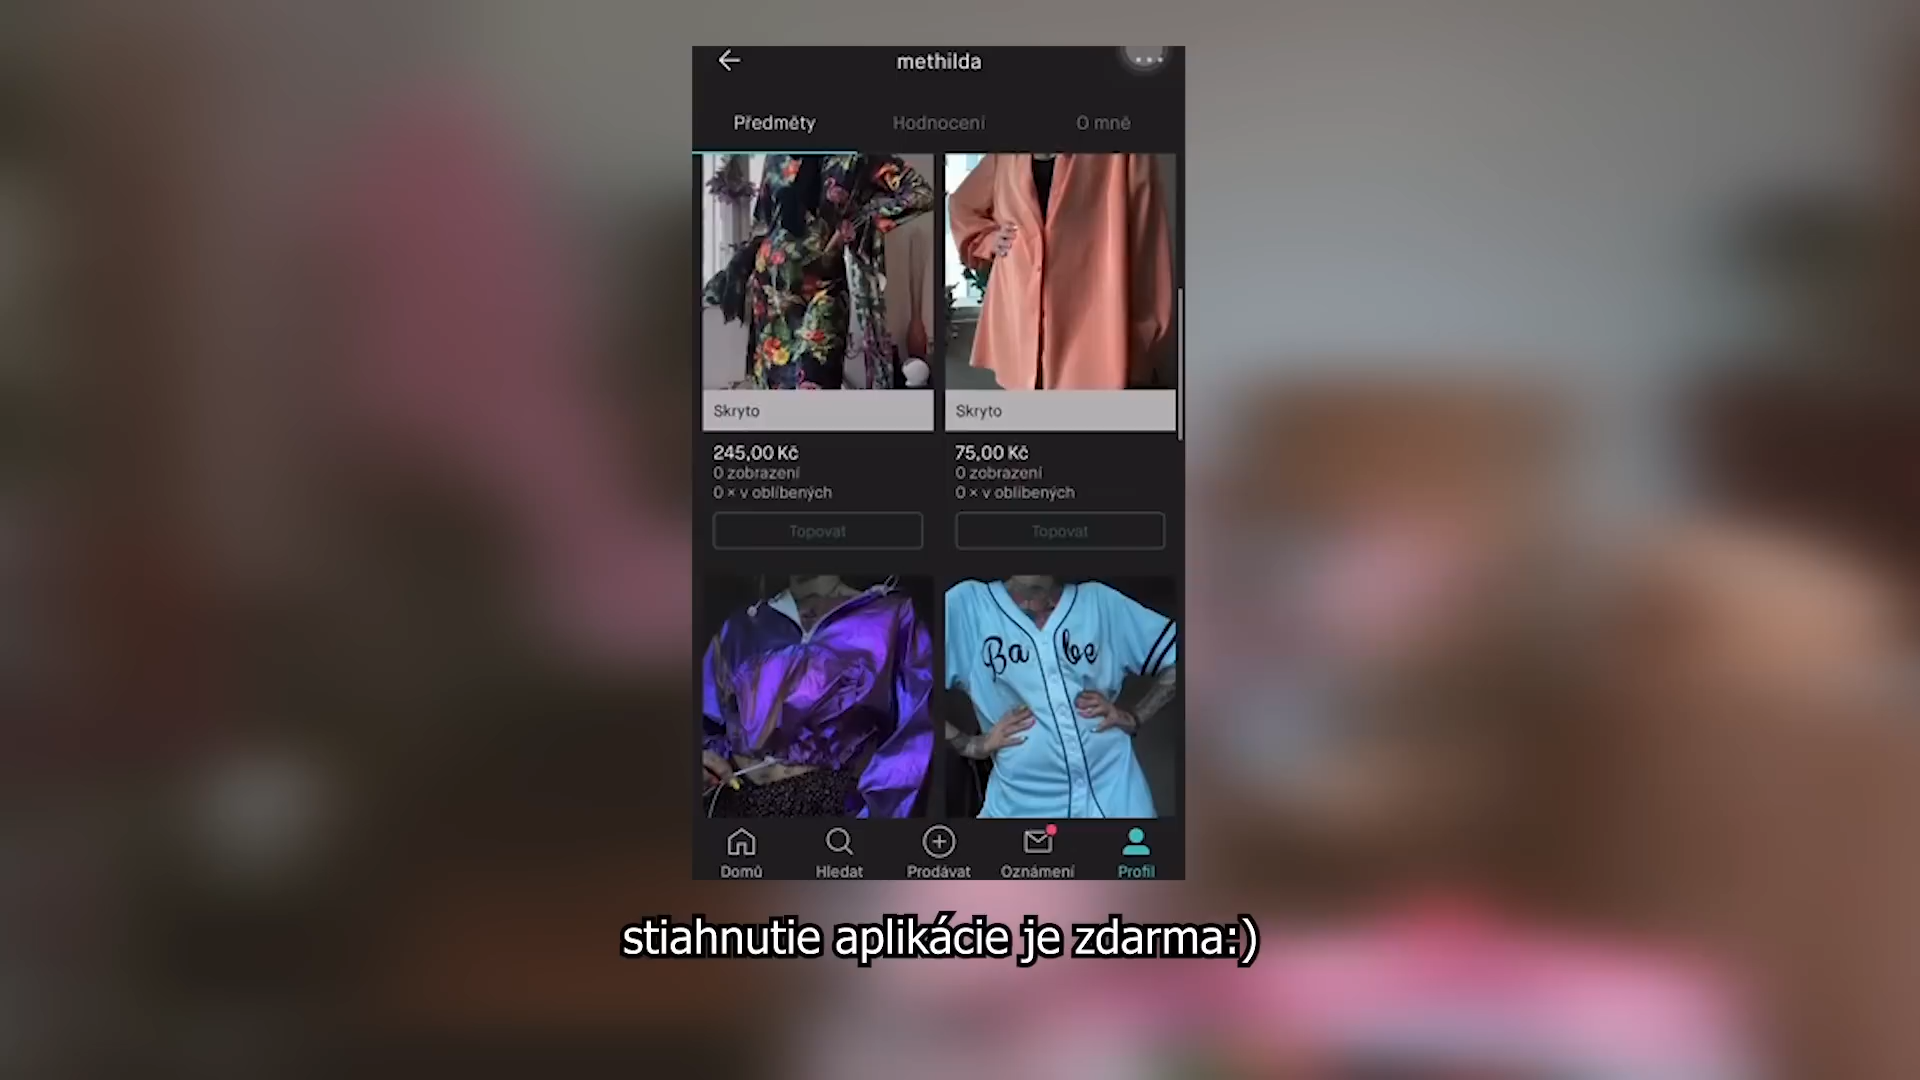 methilda
Předměty
Hodnocení
O mně
Skryto
Skryto
245,00 Kč
0 zobrazení
0 × v oblíbených
75,00 Kč
0 zobrazení
0 × v oblíbených
Topovat
Topovat
Ba be
Domů
Hledat
Prodávat
Oznámení
Profil
stiahnutie aplikácie je zdarma:)